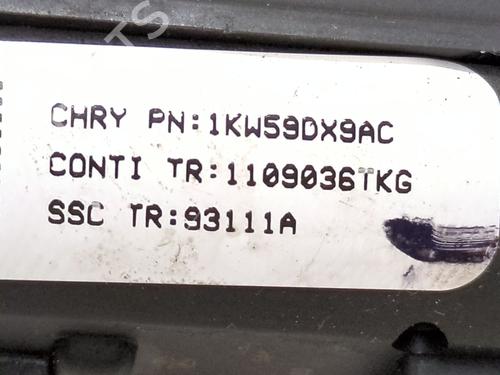 CHRY PN:1KW59DX9AC
CONTI TR:1109036TKG
SSC TR:93111A